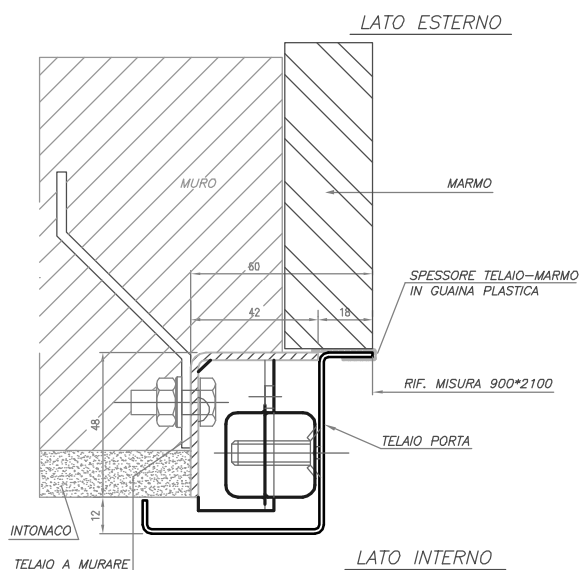 LATO ESTERNO
MURO
MARMO
60
SPESSORE TELAIO-MARMO
IN GUAINA PLASTICA
42
18
RIF. MISURA 900*2100
48
TELAIO PORTA
12
INTONACO
TELAIO A MURARE
LATO INTERNO